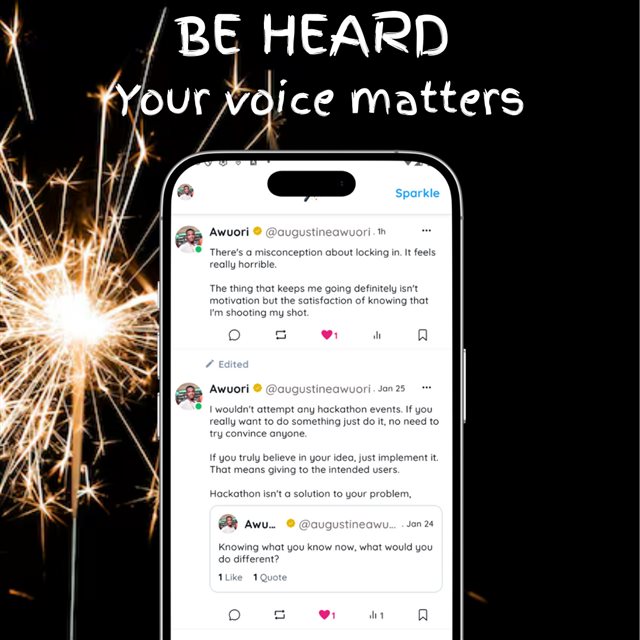 BE HEARD
Your voice matters
Sparkle
Awuori @augustineawuori . 1h
There's a misconception about locking in. It feels
really horrible.
The thing that keeps me going definitely isn't
motivation but the satisfaction of knowing that
I'm shooting my shot.
1
Edited
Awuori @augustineawuori . Jan 25
I wouldn't attempt any hackathon events. If you
really want to do something just do it, no need to
try convince anyone.
If you truly believe in your idea, just implement it.
That means giving to the intended users.
Hackathon isn't a solution to your problem,
Awu... @augustineawu... . Jan 24
Knowing what you know now, what would you
do different?
1 Like 1 Quote
1 1